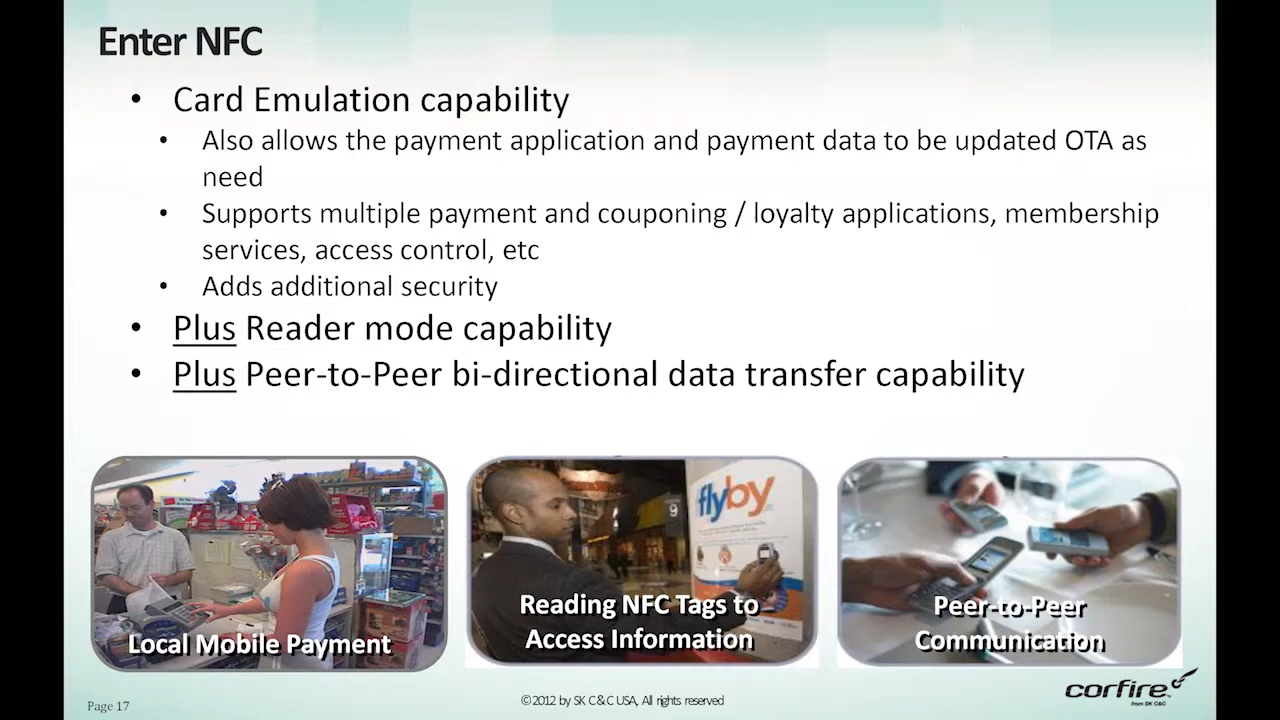 Enter NFC
• Card Emulation capability
• Also allows the payment application and payment data to be updated OTA as
need
• Supports multiple payment and couponing / loyalty applications, membership
services, access control, etc
• Adds additional security
• Plus Reader mode capability
• Plus Peer-to-Peer bi-directional data transfer capability
flyby
9
Local Mobile Payment
Reading NFC Tags to
Access Information
Peer-to-Peer
Communication
Page 17
©2012 by SK C&C USA, All rights reserved
corfire
from SK C&C